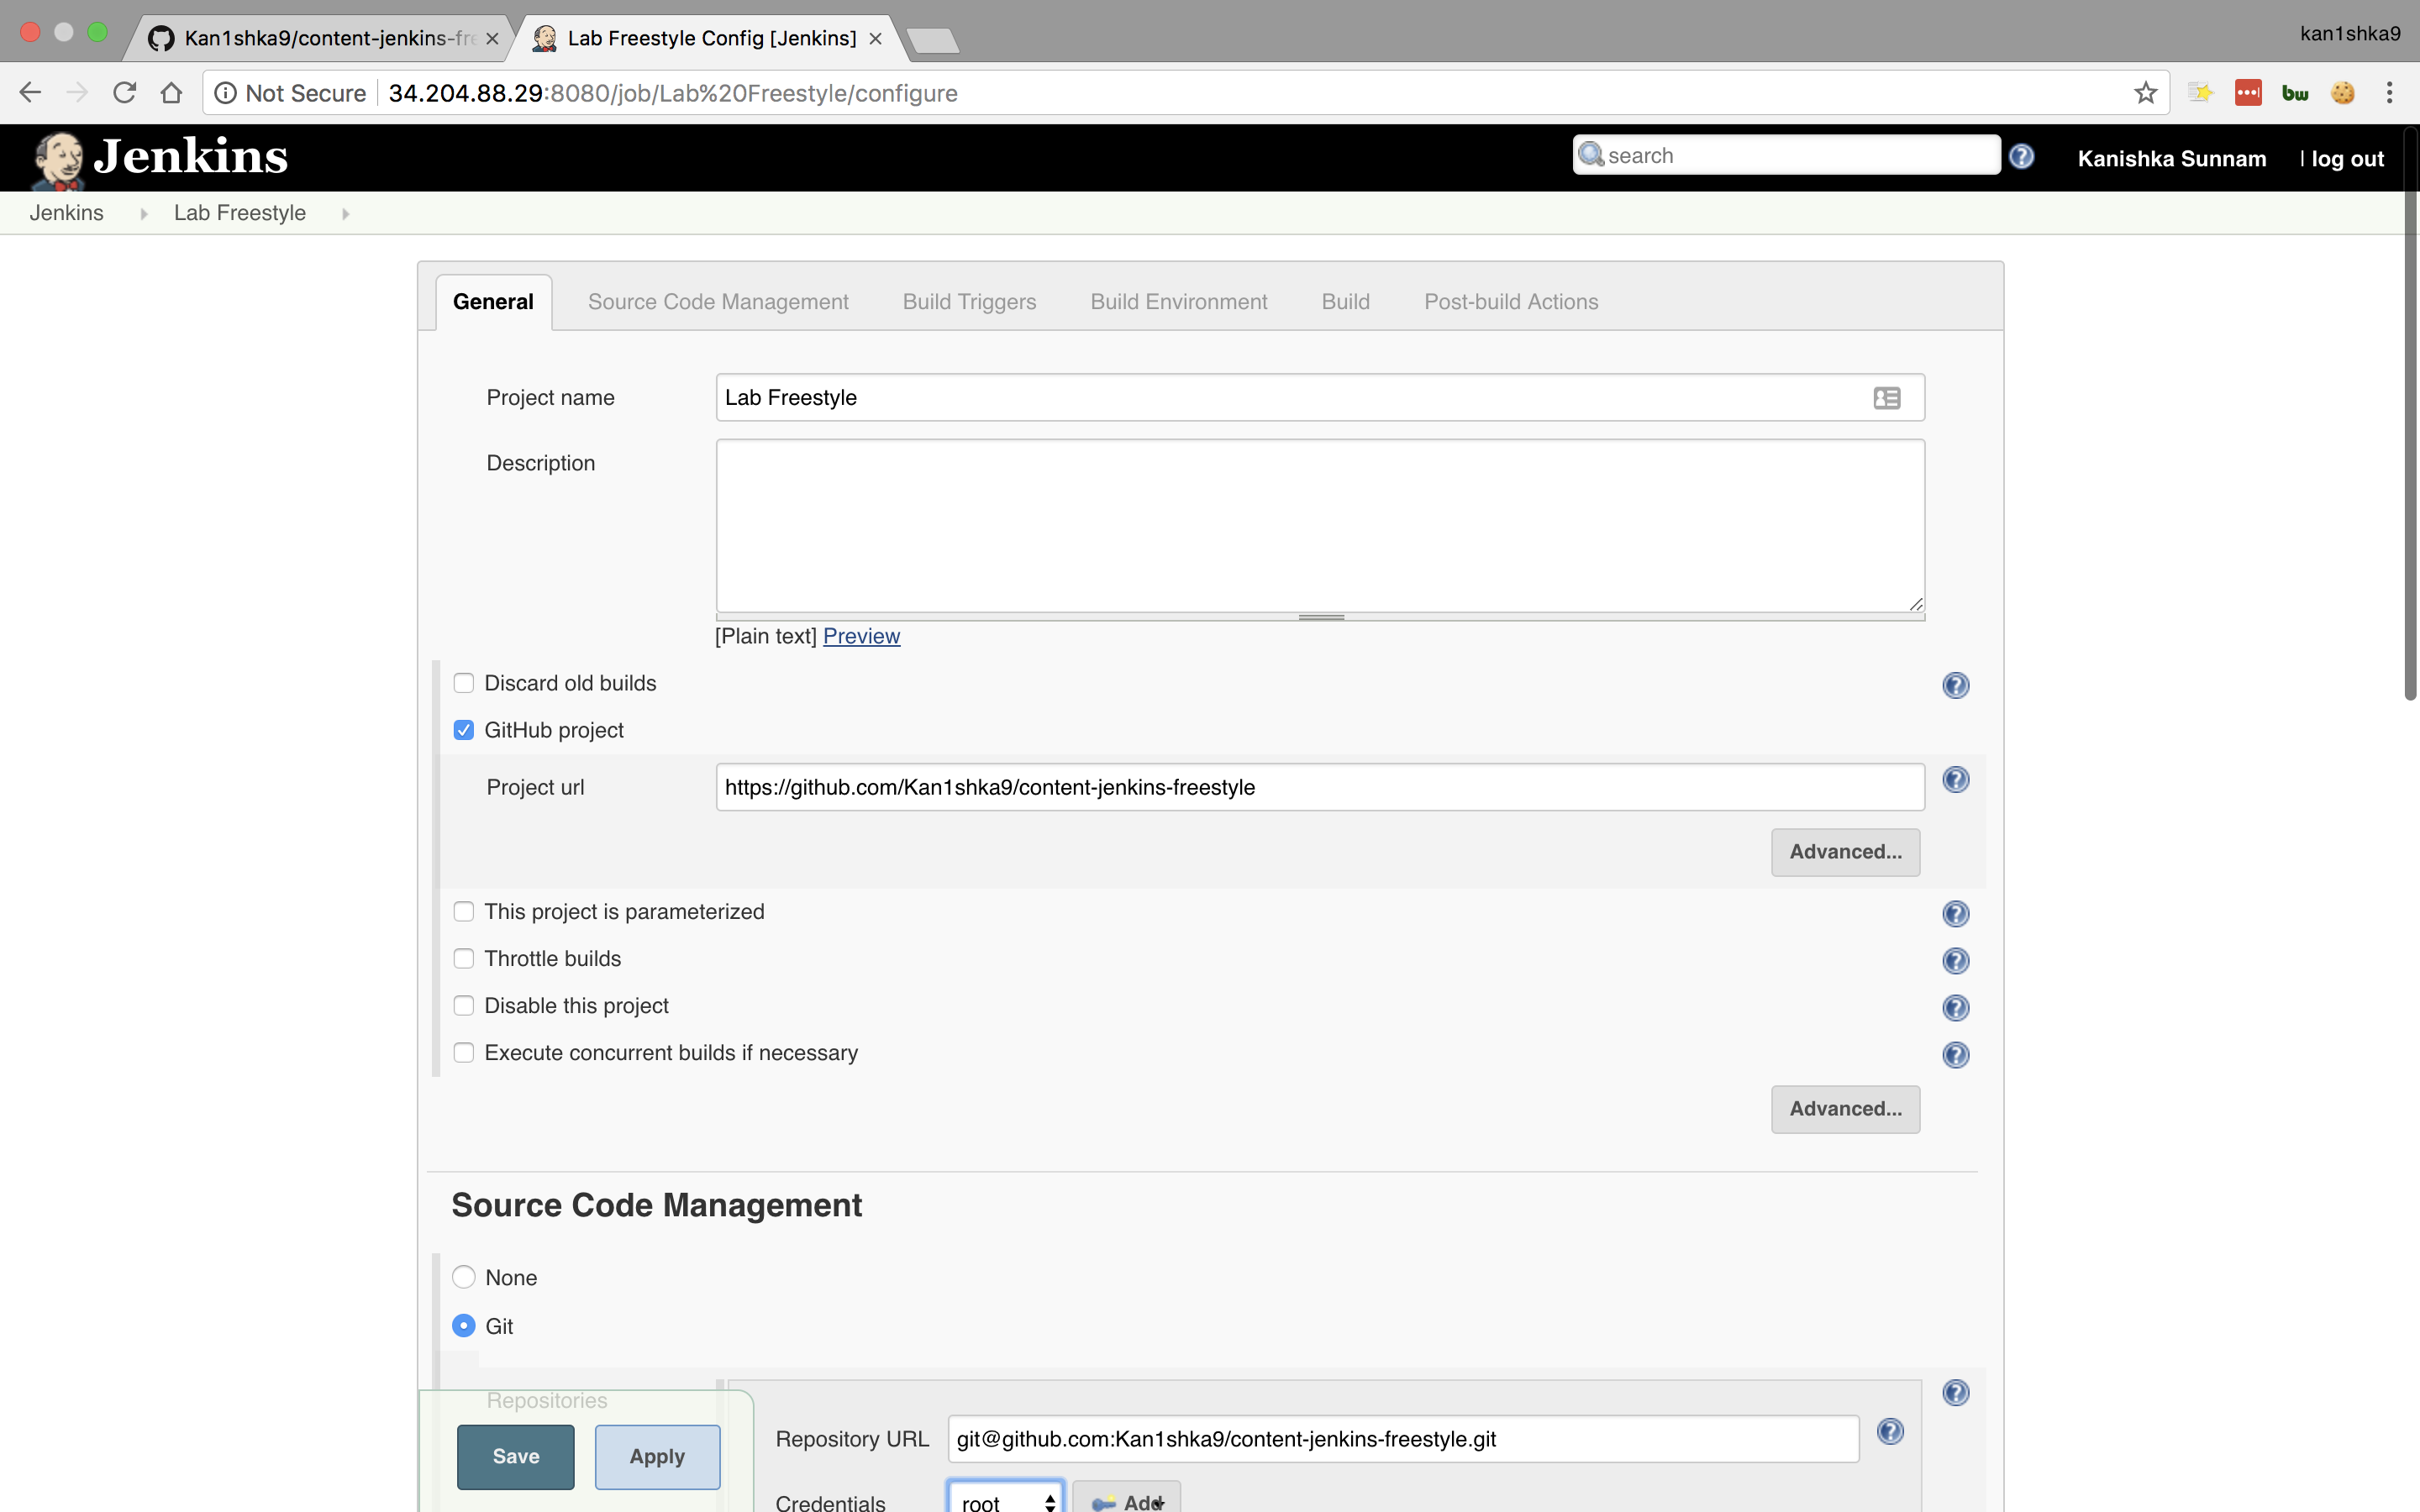 Kan1shka9/content-jenkins-fre
Lab Freestyle Config [Jenkins]
kan1shka9
Not Secure
34.204.88.29:8080/job/Lab%20Freestyle/configure
bw
Jenkins
search
Kanishka Sunnam
| log out
Jenkins
Lab Freestyle
General
Source Code Management
Build Triggers
Build Environment
Build
Post-build Actions
Project name
Lab Freestyle
Description
[Plain text] Preview
Discard old builds
GitHub project
Project url
https://github.com/Kan1shka9/content-jenkins-freestyle
Advanced...
This project is parameterized
Throttle builds
Disable this project
Execute concurrent builds if necessary
Advanced...
Source Code Management
None
Git
Repositories
Save
Apply
Repository URL
git@github.com:Kan1shka9/content-jenkins-freestyle.git
Credentials
root
Add